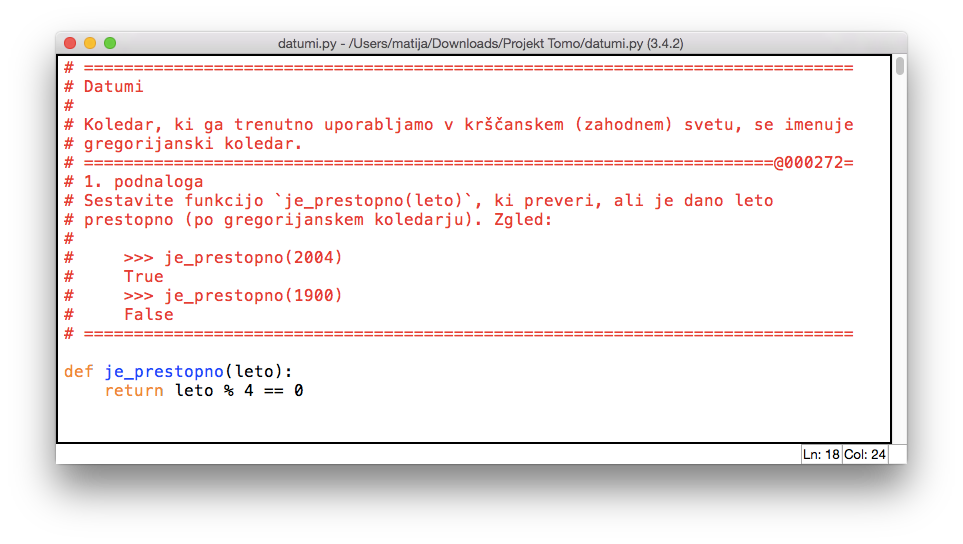 datumi.py - /Users/matija/Downloads/Projekt Tomo/datumi.py (3.4.2)
# =============================================================================
# Datumi
#
# Koledar, ki ga trenutno uporabljamo v krščanskem (zahodnem) svetu, se imenuje
# gregorijanski koledar.
# =====================================================================@000272=
# 1. podnaloga
# Sestavite funkcijo `je_prestopno(leto)`, ki preveri, ali je dano leto
# prestopno (po gregorijanskem koledarju). Zgled:
#
#     >>> je_prestopno(2004)
#     True
#     >>> je_prestopno(1900)
#     False
# =============================================================================
def je_prestopno(leto):
    return leto % 4 == 0
Ln: 18 Col: 24